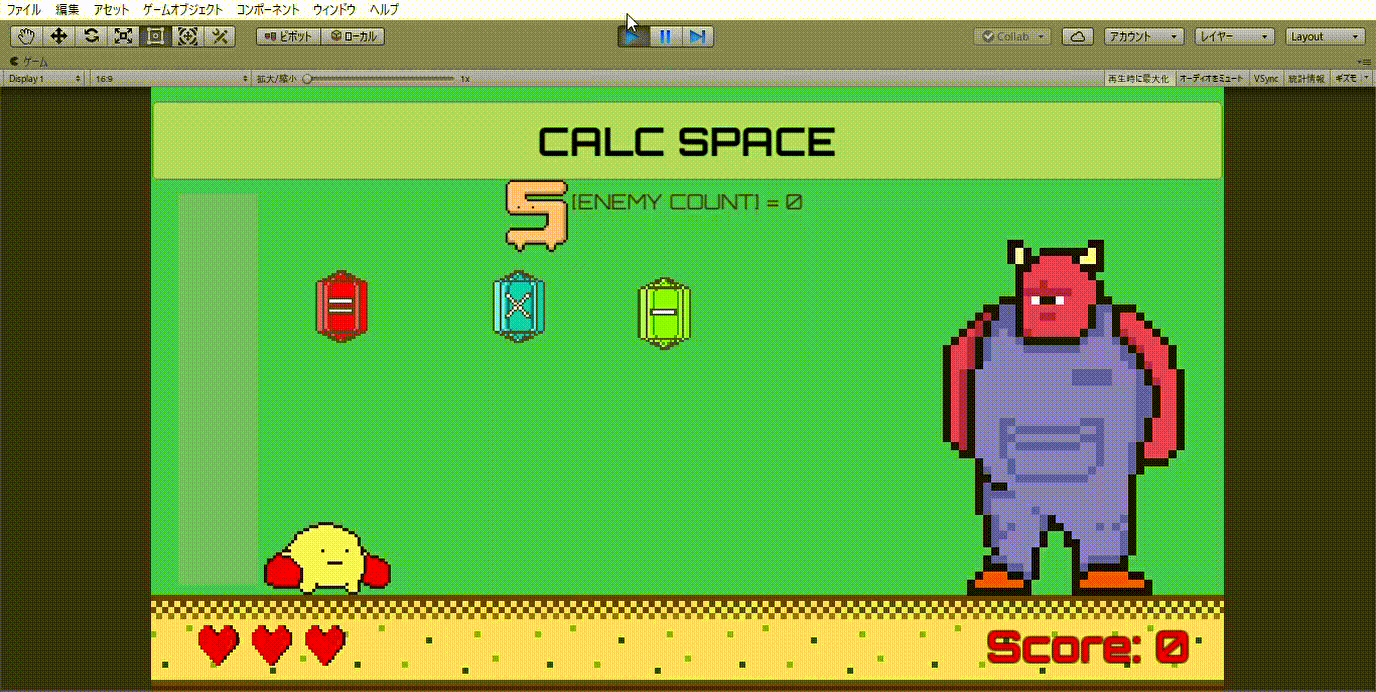 ファイル 編集 アセット ゲームオブジェクト コンポーネント ウィンドウ ヘルプ
ピボット ローカル Collab アカウント レイヤー Layout
ゲーム
Display 1 16:9 拡大/縮小 1x 再生時に最大化 オーディオをミュート VSync 統計情報 ギズモ
CALC SPACE
5 [ENEMY COUNT] = 0
= × -
Score: 0